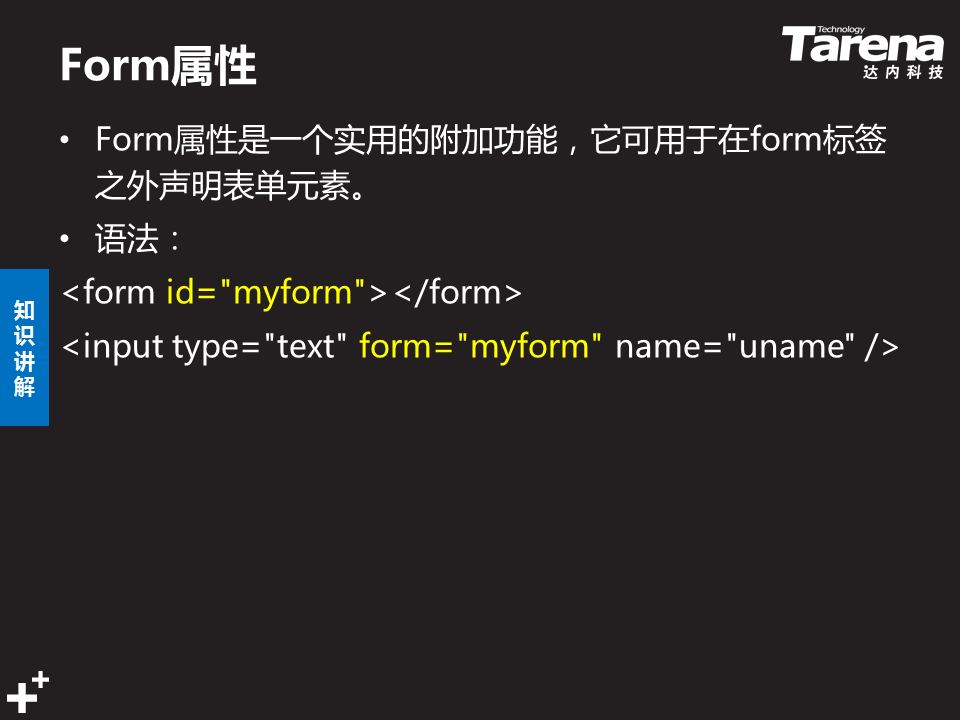 Form属性
Technology
Tarena
达内科技
• Form属性是一个实用的附加功能，它可用于在form标签
之外声明表单元素。
• 语法：
<form id="myform"></form>
<input type="text" form="myform" name="uname" />
知
识
讲
解